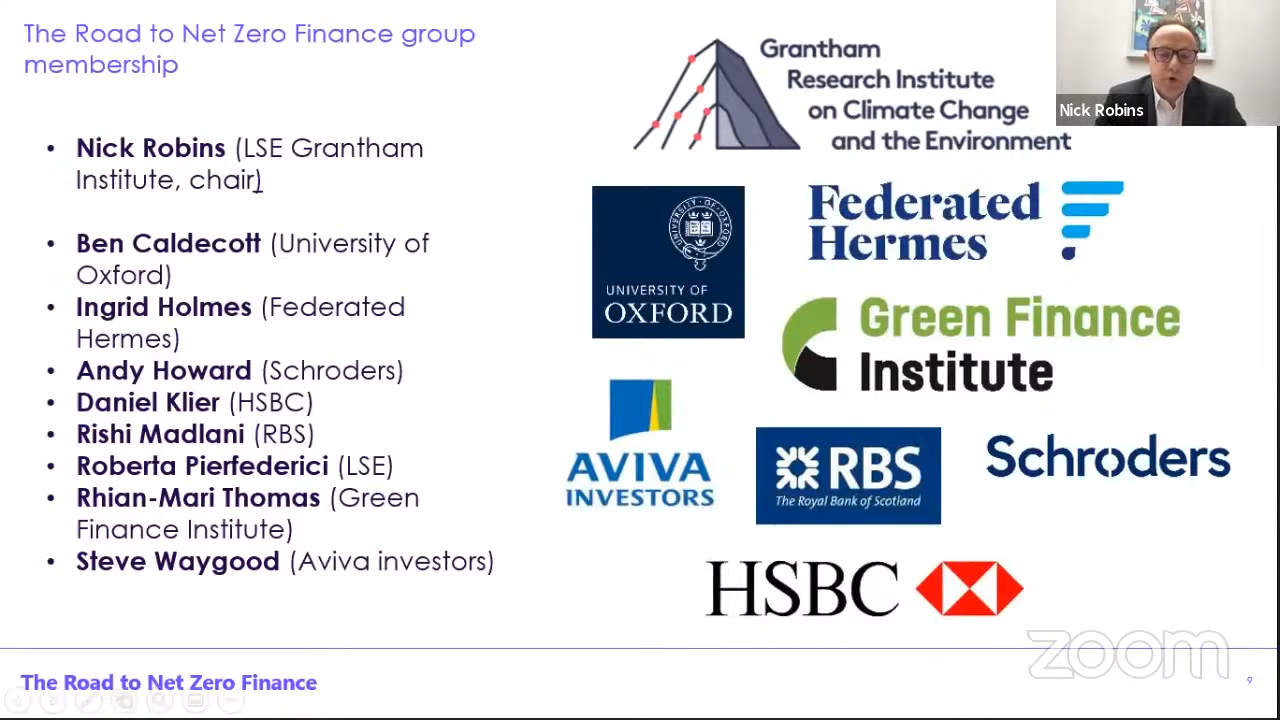 The Road to Net Zero Finance group
membership
Nick Robins (LSE Grantham
Institute, chair)
Ben Caldecott (University of
Oxford)
Ingrid Holmes (Federated
Hermes)
Andy Howard (Schroders)
Daniel Klier (HSBC)
Rishi Madlani (RBS)
Roberta Pierfederici (LSE)
Rhian-Mari Thomas (Green
Finance Institute)
Steve Waygood (Aviva investors)
Grantham
Research Institute
on Climate Change
and the Environment
Nick Robins
UNIVERSITY OF
OXFORD
Federated
Hermes
Green Finance
Institute
AVIVA
INVESTORS
RBS
The Royal Bank of Scotland
Schroders
HSBC
zoom
The Road to Net Zero Finance
9